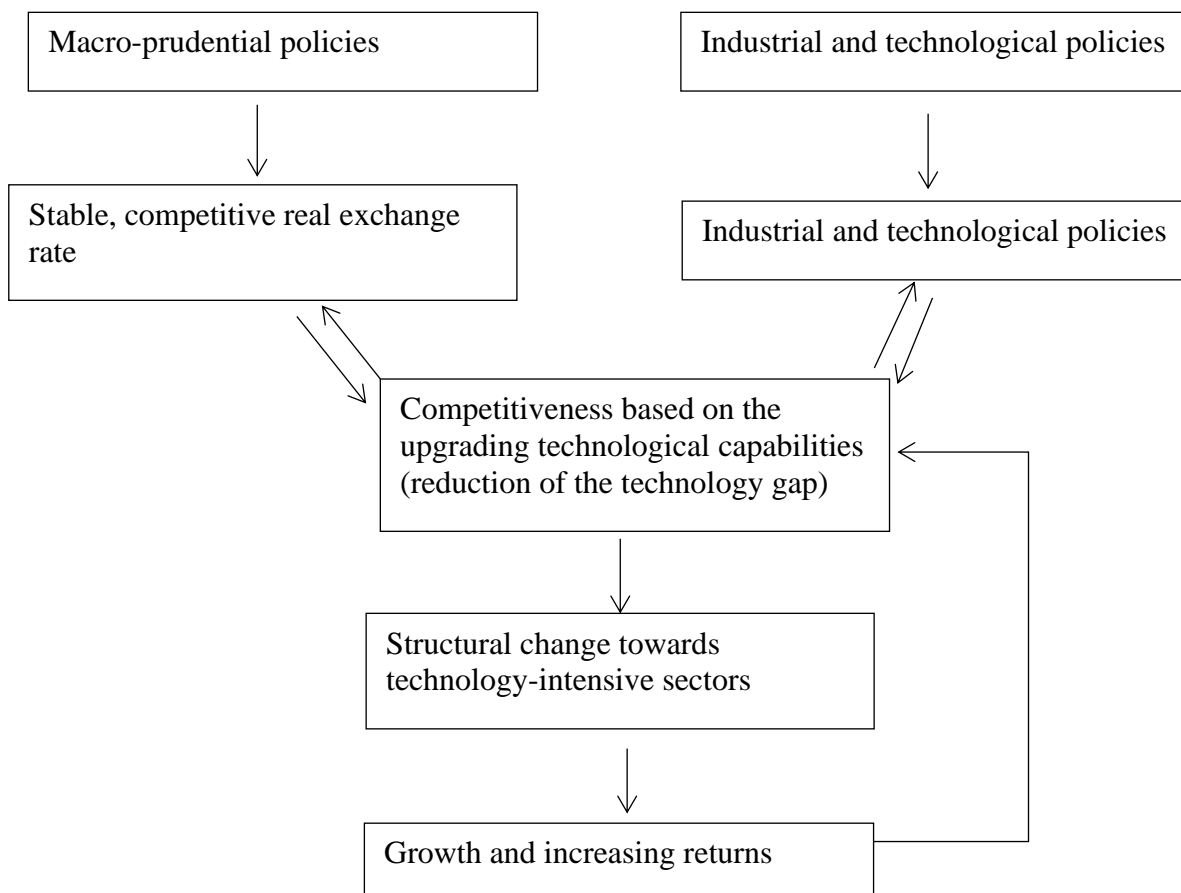 Macro-prudential policies
Industrial and technological policies
Stable, competitive real exchange
rate
Industrial and technological policies
Competitiveness based on the
upgrading technological capabilities
(reduction of the technology gap)
Structural change towards
technology-intensive sectors
Growth and increasing returns